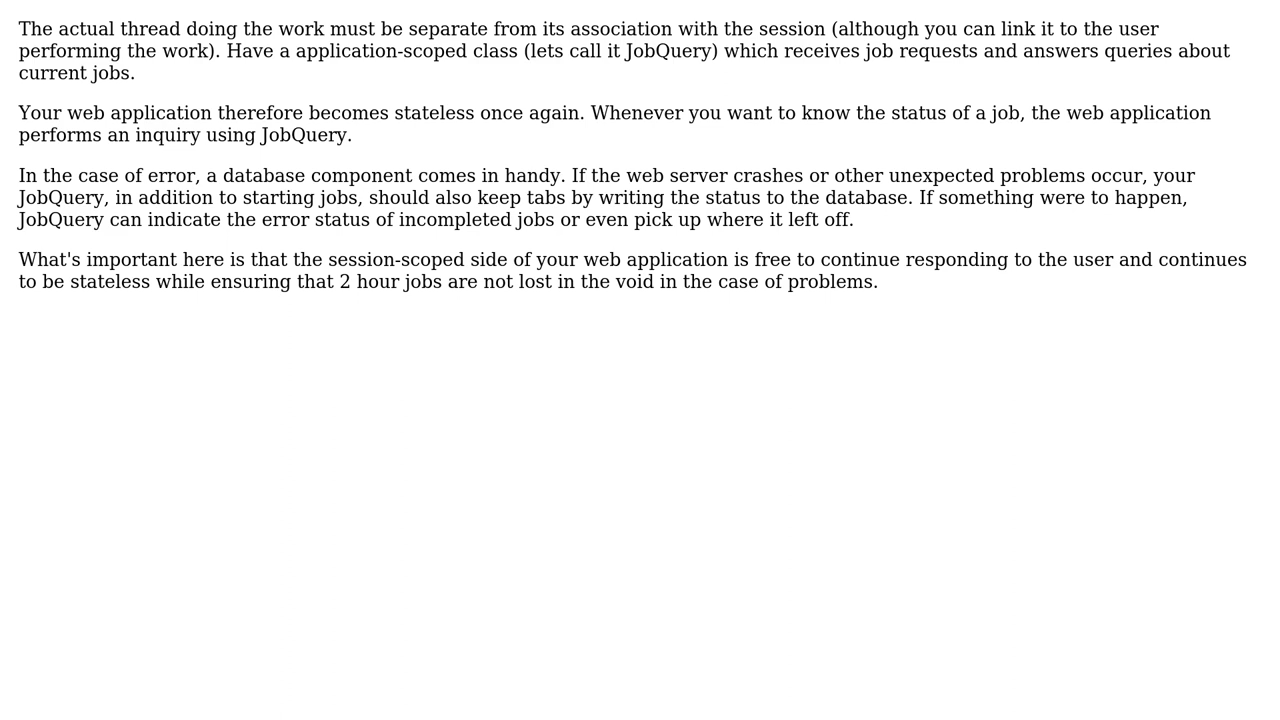 The actual thread doing the work must be separate from its association with the session (although you can link it to the user
performing the work). Have a application-scoped class (lets call it JobQuery) which receives job requests and answers queries about
current jobs.
Your web application therefore becomes stateless once again. Whenever you want to know the status of a job, the web application
performs an inquiry using JobQuery.
In the case of error, a database component comes in handy. If the web server crashes or other unexpected problems occur, your
JobQuery, in addition to starting jobs, should also keep tabs by writing the status to the database. If something were to happen,
JobQuery can indicate the error status of incompleted jobs or even pick up where it left off.
What's important here is that the session-scoped side of your web application is free to continue responding to the user and continues
to be stateless while ensuring that 2 hour jobs are not lost in the void in the case of problems.